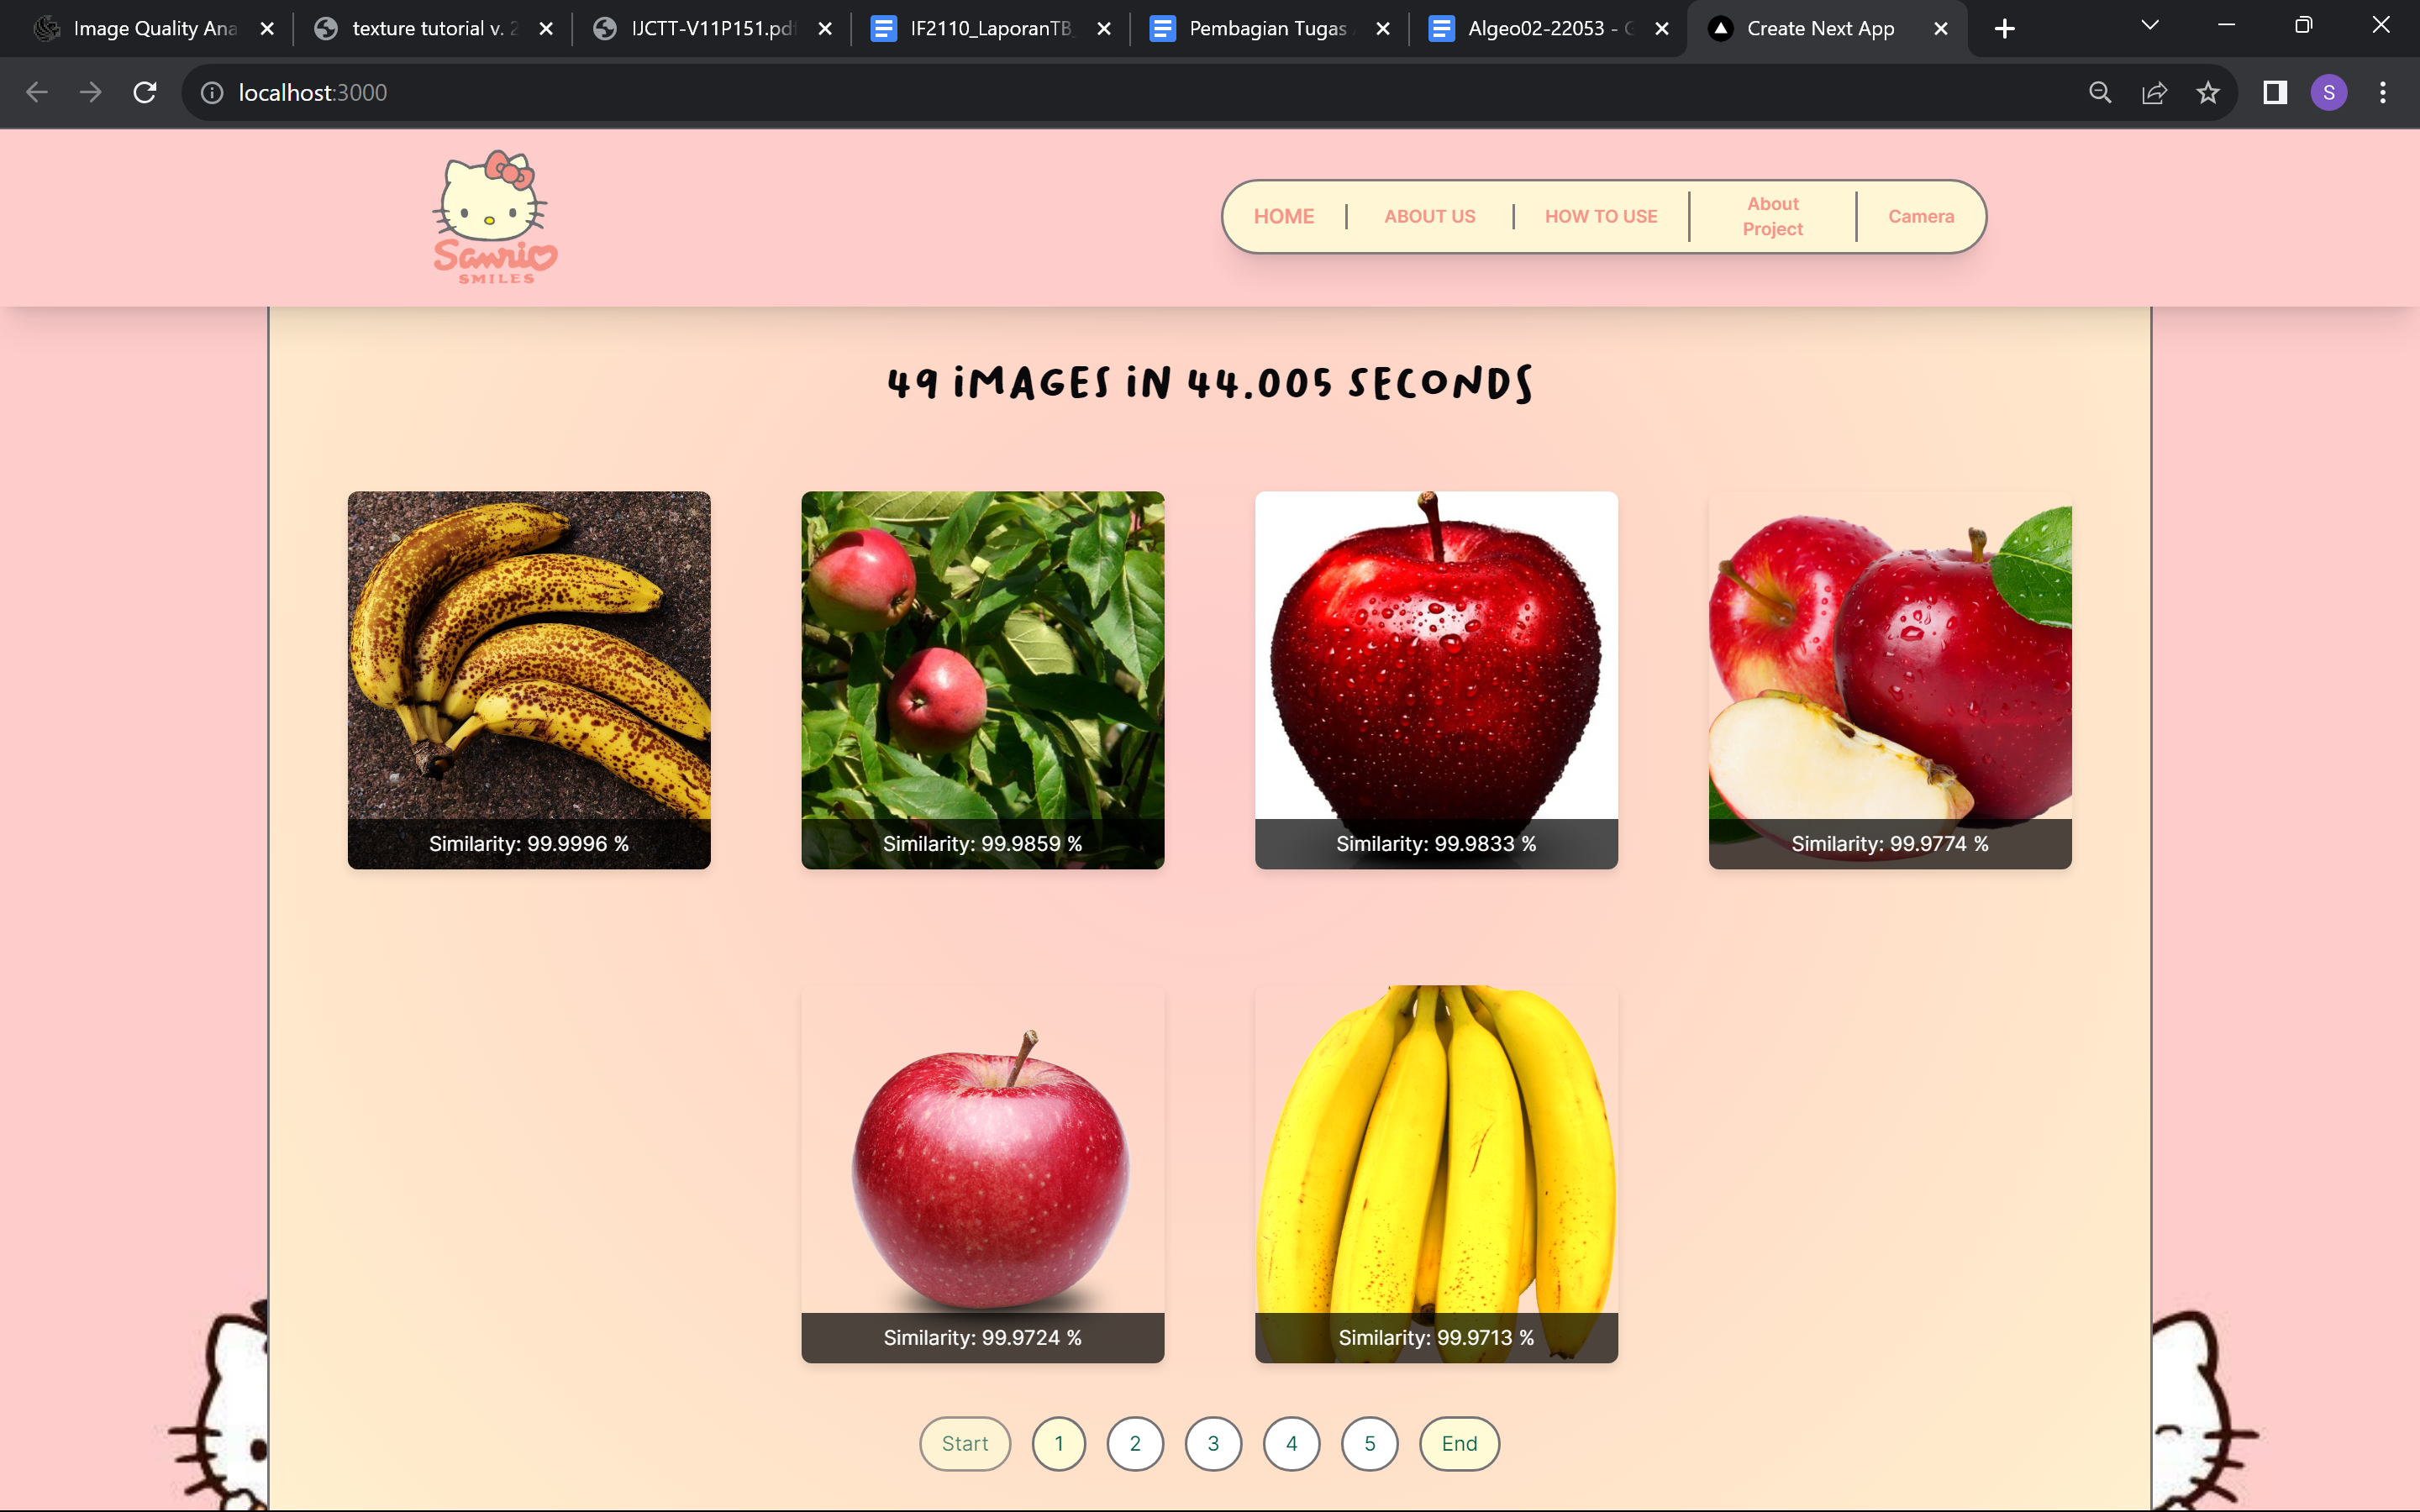 Image Quality Ana
texture tutorial v. 2
IJCTT-V11P151.pdf
IF2110_LaporanTB
Pembagian Tugas
Algeo02-22053 - G
Create Next App
localhost:3000
S
Sanrio
SMILES
HOME
ABOUT US
HOW TO USE
About
Project
Camera
49 IMAGES IN 44.005 SECONDS
Similarity: 99.9996 %
Similarity: 99.9859 %
Similarity: 99.9833 %
Similarity: 99.9774 %
Similarity: 99.9724 %
Similarity: 99.9713 %
Start
1
2
3
4
5
End